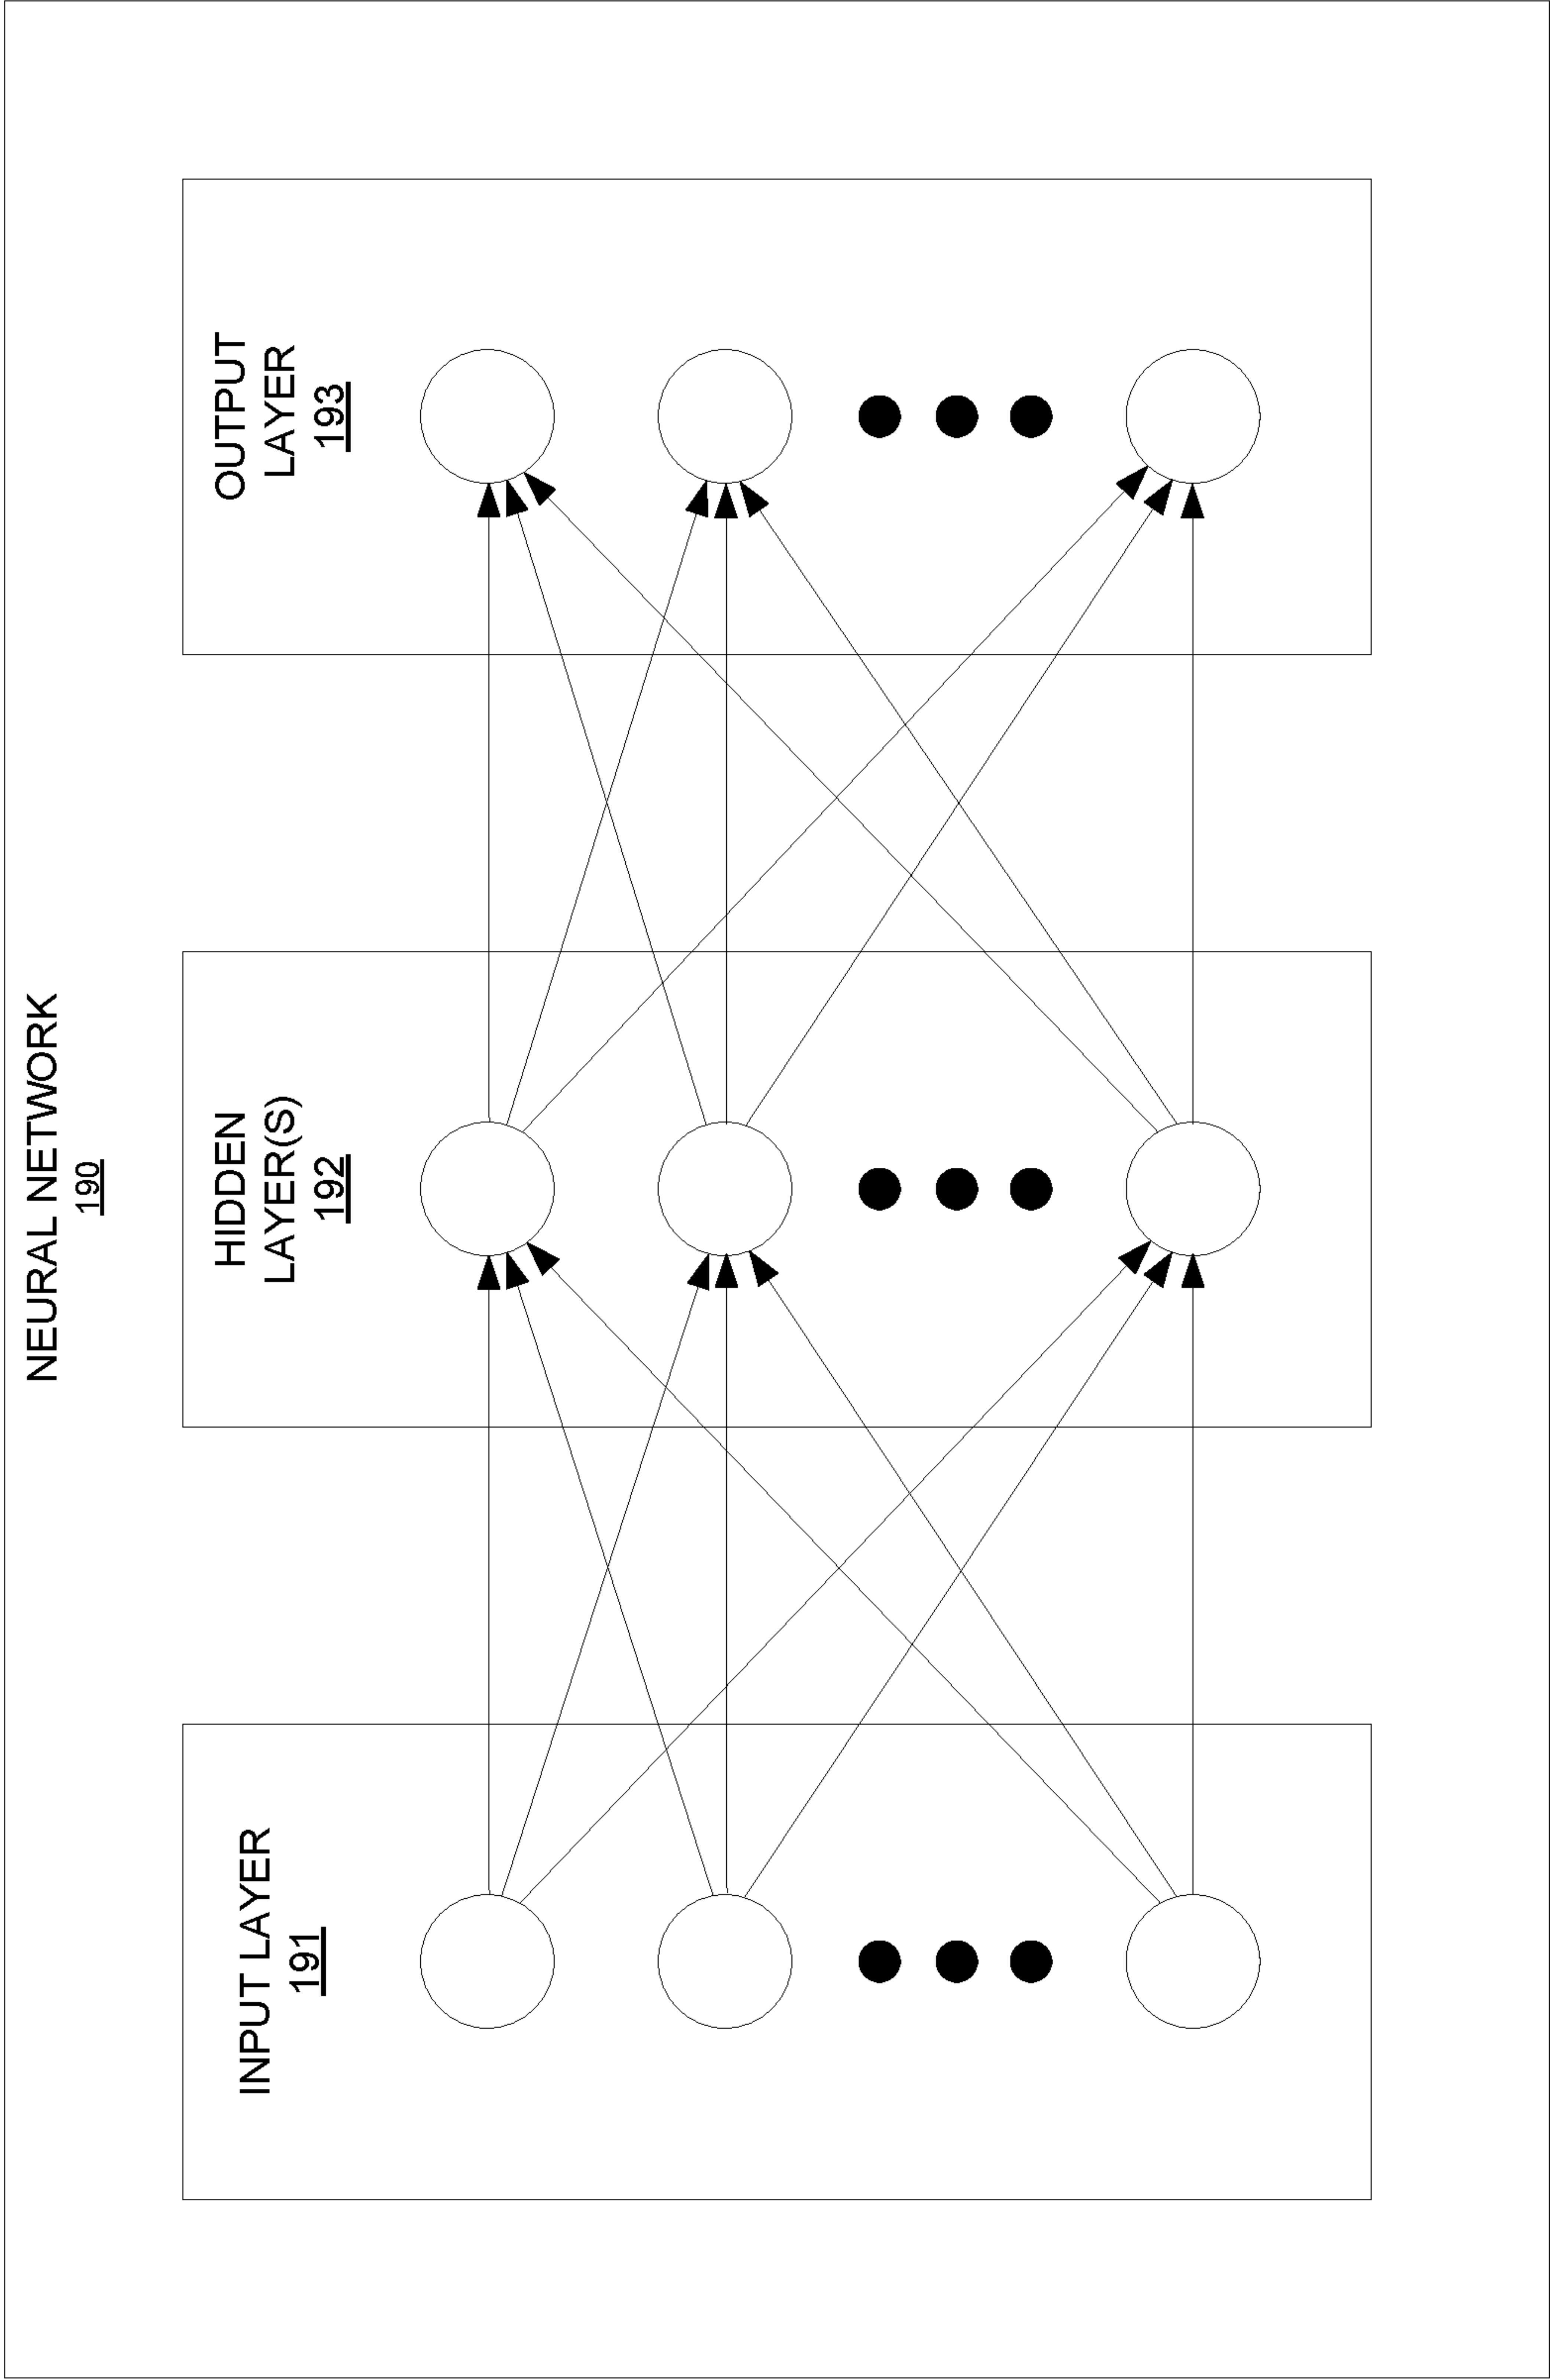 NEURAL NETWORK
190
INPUT LAYER
191
HIDDEN
LAYER(S)
192
OUTPUT
LAYER
193